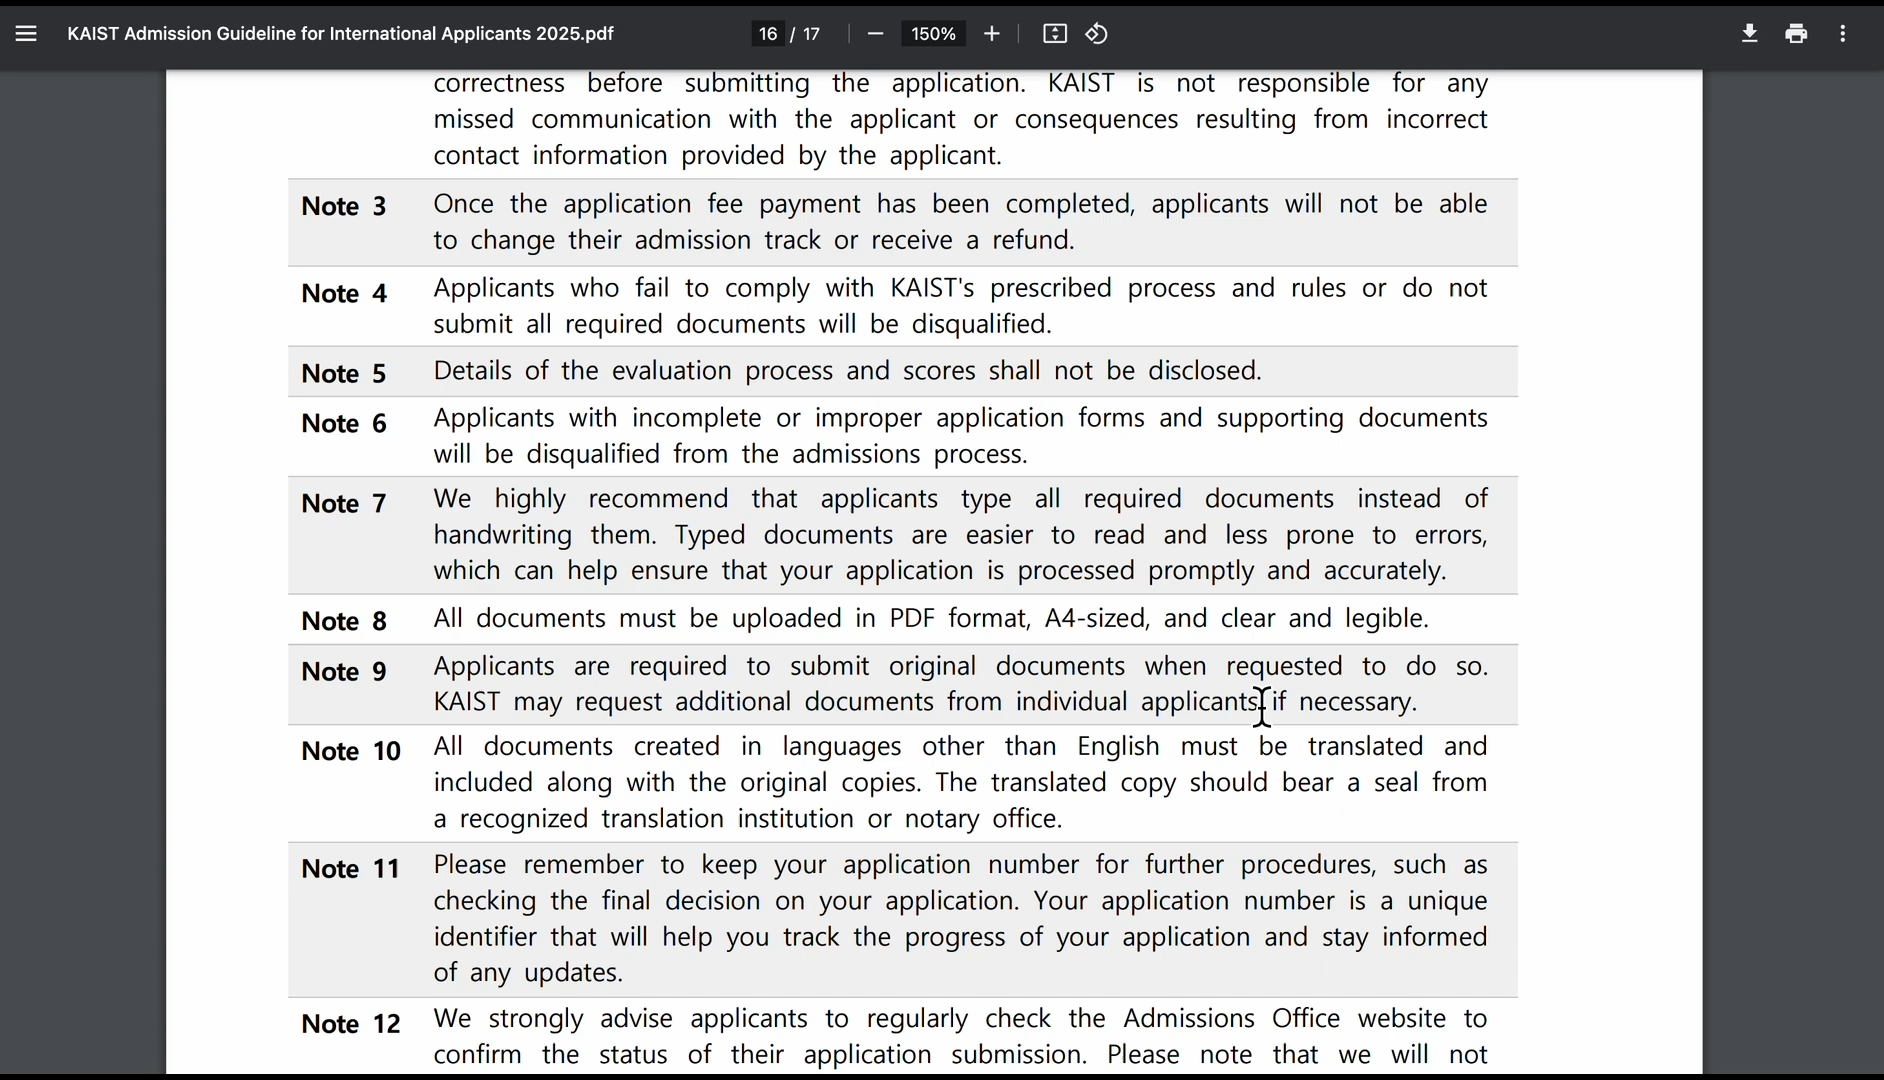 KAIST Admission Guideline for International Applicants 2025.pdf
16 / 17
150%
correctness before submitting the application. KAIST is not responsible for any
missed communication with the applicant or consequences resulting from incorrect
contact information provided by the applicant.
Note 3 Once the application fee payment has been completed, applicants will not be able
to change their admission track or receive a refund.
Note 4 Applicants who fail to comply with KAIST's prescribed process and rules or do not
submit all required documents will be disqualified.
Note 5 Details of the evaluation process and scores shall not be disclosed.
Note 6 Applicants with incomplete or improper application forms and supporting documents
will be disqualified from the admissions process.
Note 7 We highly recommend that applicants type all required documents instead of
handwriting them. Typed documents are easier to read and less prone to errors,
which can help ensure that your application is processed promptly and accurately.
Note 8 All documents must be uploaded in PDF format, A4-sized, and clear and legible.
Note 9 Applicants are required to submit original documents when requested to do so.
KAIST may request additional documents from individual applicants if necessary.
Note 10 All documents created in languages other than English must be translated and
included along with the original copies. The translated copy should bear a seal from
a recognized translation institution or notary office.
Note 11 Please remember to keep your application number for further procedures, such as
checking the final decision on your application. Your application number is a unique
identifier that will help you track the progress of your application and stay informed
of any updates.
Note 12 We strongly advise applicants to regularly check the Admissions Office website to
confirm the status of their application submission. Please note that we will not